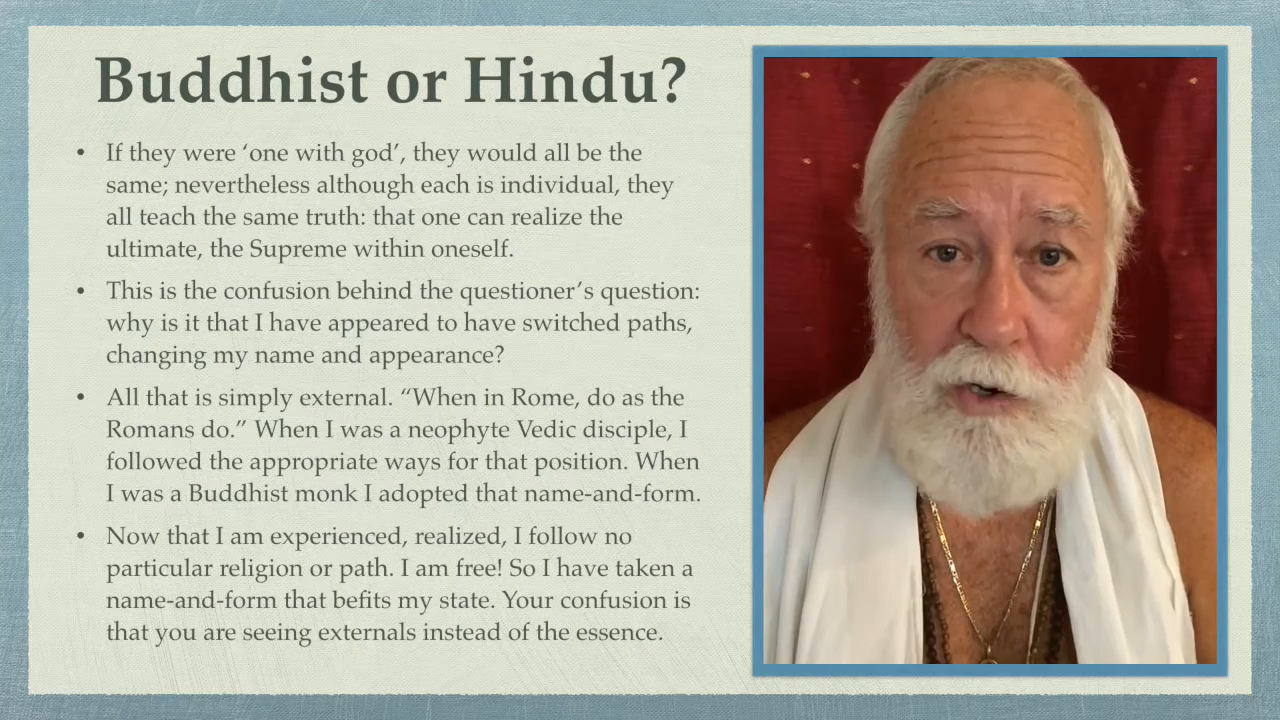 Buddhist or Hindu?
• If they were ‘one with god’, they would all be the
same; nevertheless although each is individual, they
all teach the same truth: that one can realize the
ultimate, the Supreme within oneself.
• This is the confusion behind the questioner’s question:
why is it that I have appeared to have switched paths,
changing my name and appearance?
• All that is simply external. “When in Rome, do as the
Romans do.” When I was a neophyte Vedic disciple, I
followed the appropriate ways for that position. When
I was a Buddhist monk I adopted that name-and-form.
• Now that I am experienced, realized, I follow no
particular religion or path. I am free! So I have taken a
name-and-form that befits my state. Your confusion is
that you are seeing externals instead of the essence.